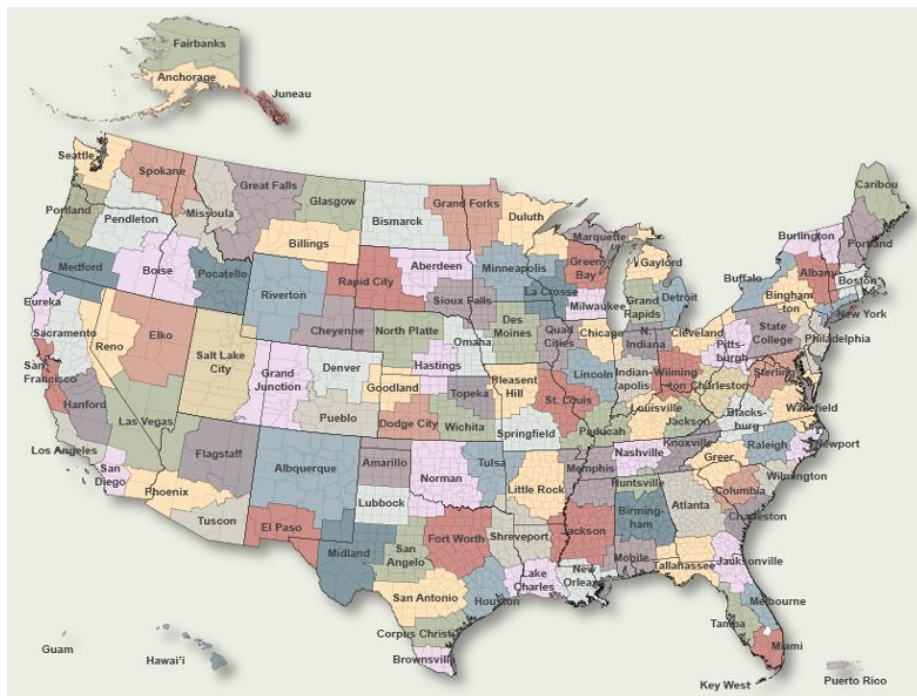 Fairbanks
Anchorage
Juneau
Seattle
Spokane
Great Falls
Glasgow
Bismarck
Grand Forks
Duluth
Caribou
Portland
Pendleton
Missoula
Billings
Marquette
Burlington
Portland
Medford
Boise
Pocatello
Riverton
Rapid City
Aberdeen
Minneapolis
Green
Bay
Gaylord
Buffalo
Albany
Boston
Eureka
Sioux Falls
La Crosse
Milwaukee
Grand
Rapids
Detroit
Bingham-
ton
New York
Sacramento
Reno
Elko
Salt Lake
City
Cheyenne
North Platte
Omaha
Des
Moines
Quad
Cities
Chicago
N.
Indiana
Cleveland
Pitts-
burgh
State
College
Philadelphia
San
Francisco
Hanford
Las Vegas
Grand
Junction
Denver
Goodland
Hastings
Topeka
Pleasant
Hill
Lincoln
Indian-
apolis
Wilming-
ton
Charleston
Sterling
Pueblo
Dodge City
Wichita
St. Louis
Louisville
Jackson
Blacks-
burg
Wakefield
Los Angeles
San
Diego
Flagstaff
Albuquerque
Amarillo
Norman
Tulsa
Springfield
Paducah
Nashville
Knoxville
Raleigh
Newport
Phoenix
Tuscon
Lubbock
Little Rock
Memphis
Huntsville
Greer
Wilmington
El Paso
Midland
San
Angelo
Fort Worth
Shreveport
Jackson
Birming-
ham
Atlanta
Columbia
Charleston
San Antonio
Houston
Lake
Charles
New
Orleans
Mobile
Tallahassee
Jacksonville
Corpus Christi
Brownsville
Melbourne
Tampa
Miami
Key West
Guam
Hawai'i
Puerto Rico